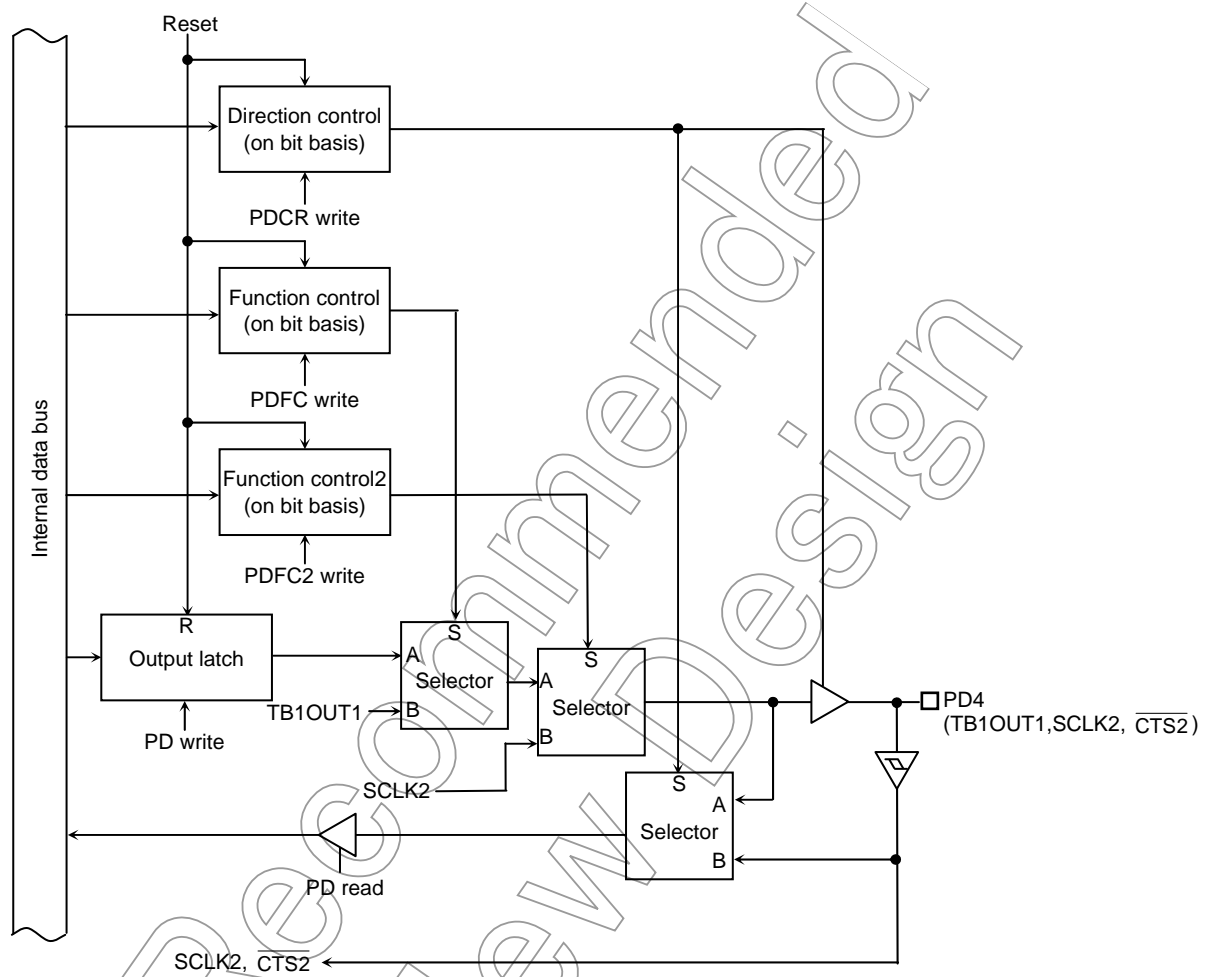 Reset
Direction control
(on bit basis)
PDCR write
Function control
(on bit basis)
PDFC write
Internal data bus
Function control2
(on bit basis)
PDFC2 write
R
Output latch
PD write
S
A
Selector
B
TB1OUT1
S
A
Selector
B
SCLK2
PD4
(TB1OUT1,SCLK2, CTS2)
S
A
Selector
B
PD read
SCLK2, CTS2
Recommended
New Design